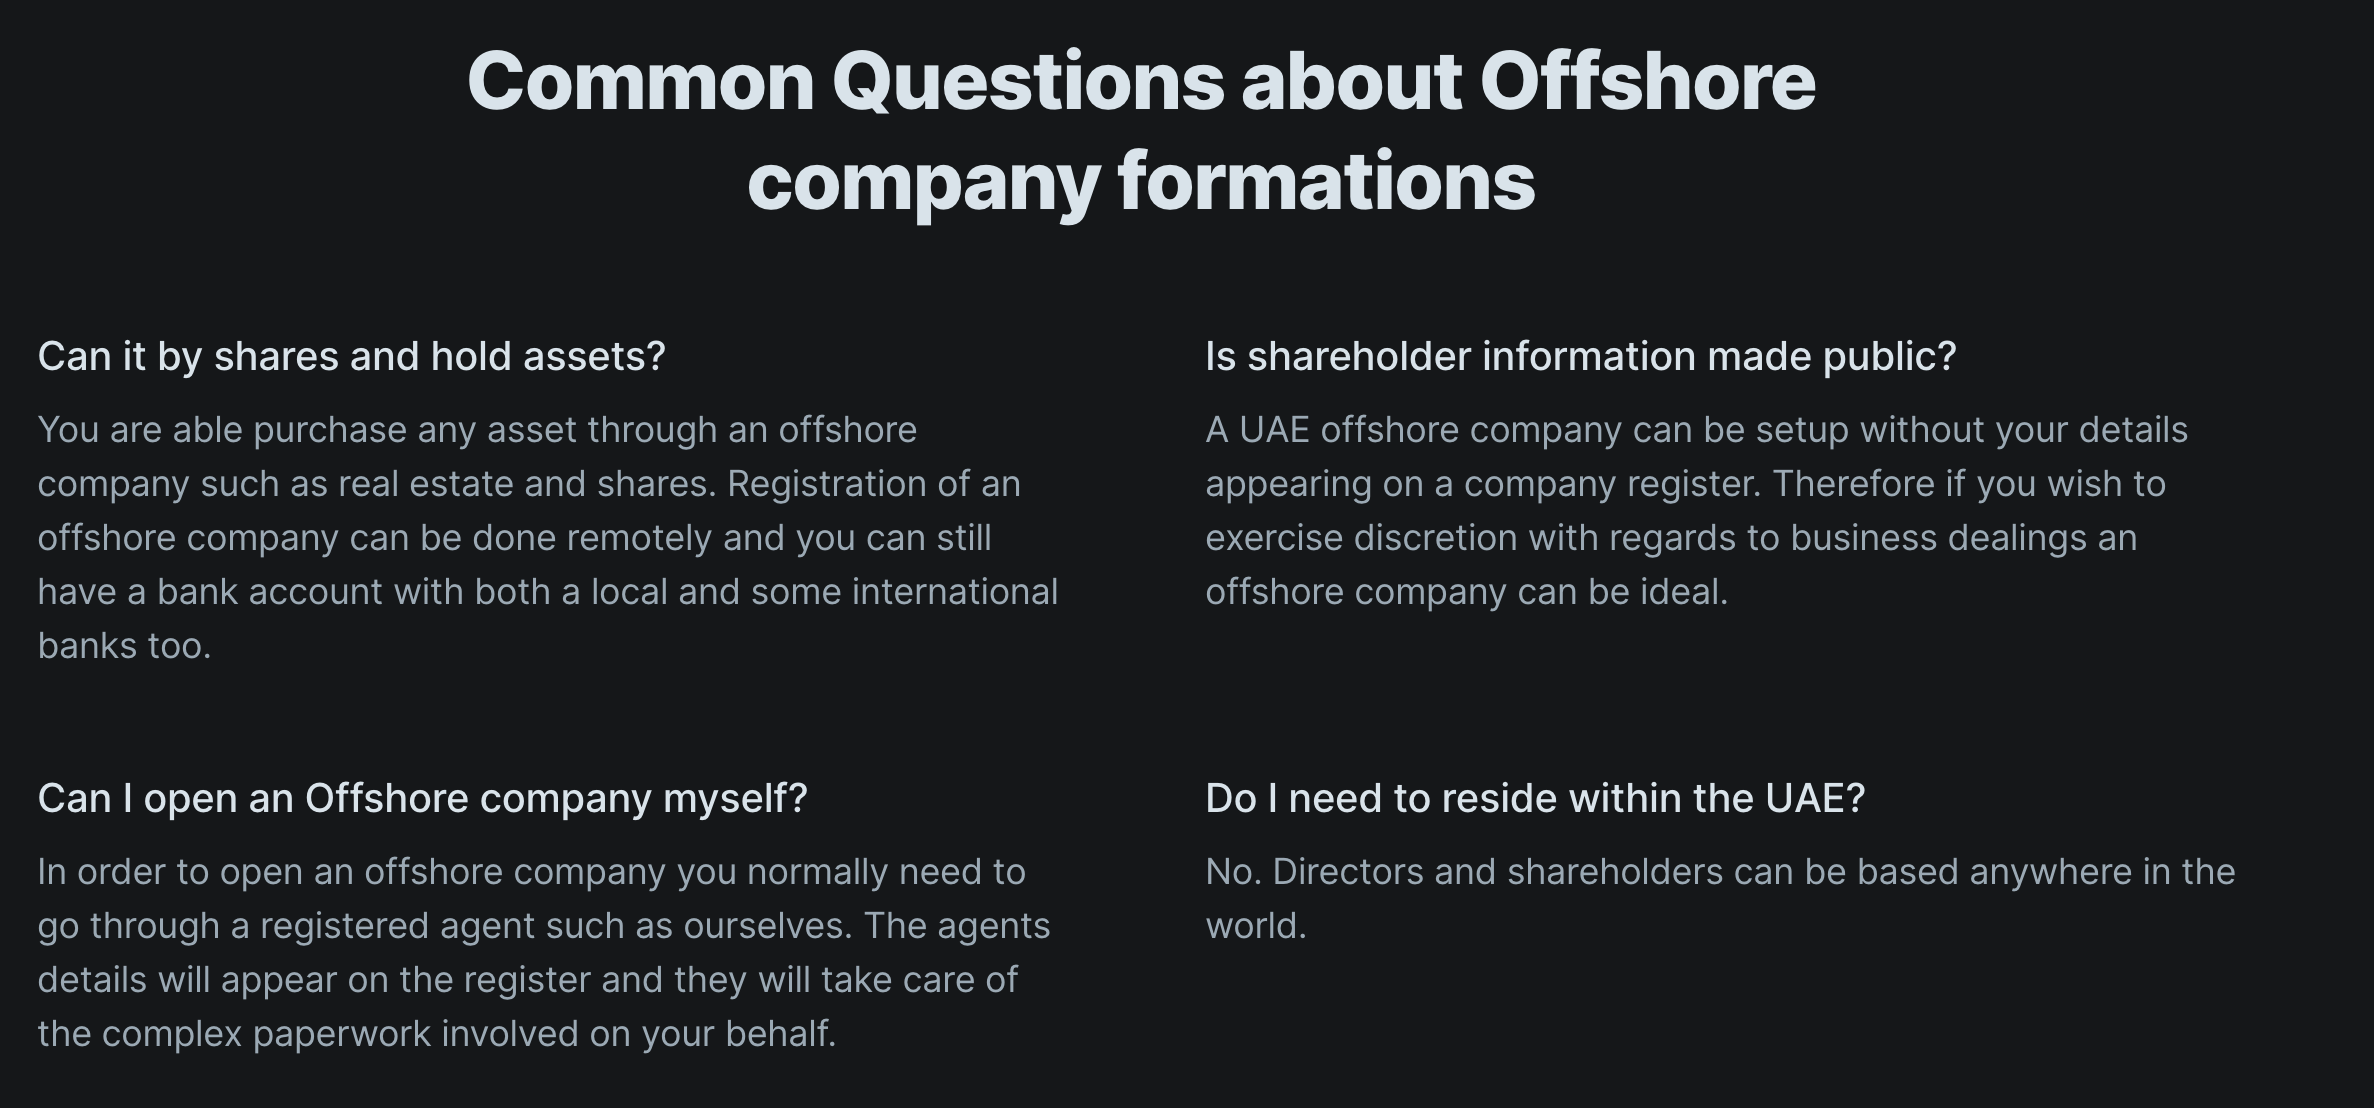 Common Questions about Offshore
company formations
Can it by shares and hold assets?
You are able purchase any asset through an offshore
company such as real estate and shares. Registration of an
offshore company can be done remotely and you can still
have a bank account with both a local and some international
banks too.
Is shareholder information made public?
A UAE offshore company can be setup without your details
appearing on a company register. Therefore if you wish to
exercise discretion with regards to business dealings an
offshore company can be ideal.
Can I open an Offshore company myself?
In order to open an offshore company you normally need to
go through a registered agent such as ourselves. The agents
details will appear on the register and they will take care of
the complex paperwork involved on your behalf.
Do I need to reside within the UAE?
No. Directors and shareholders can be based anywhere in the
world.